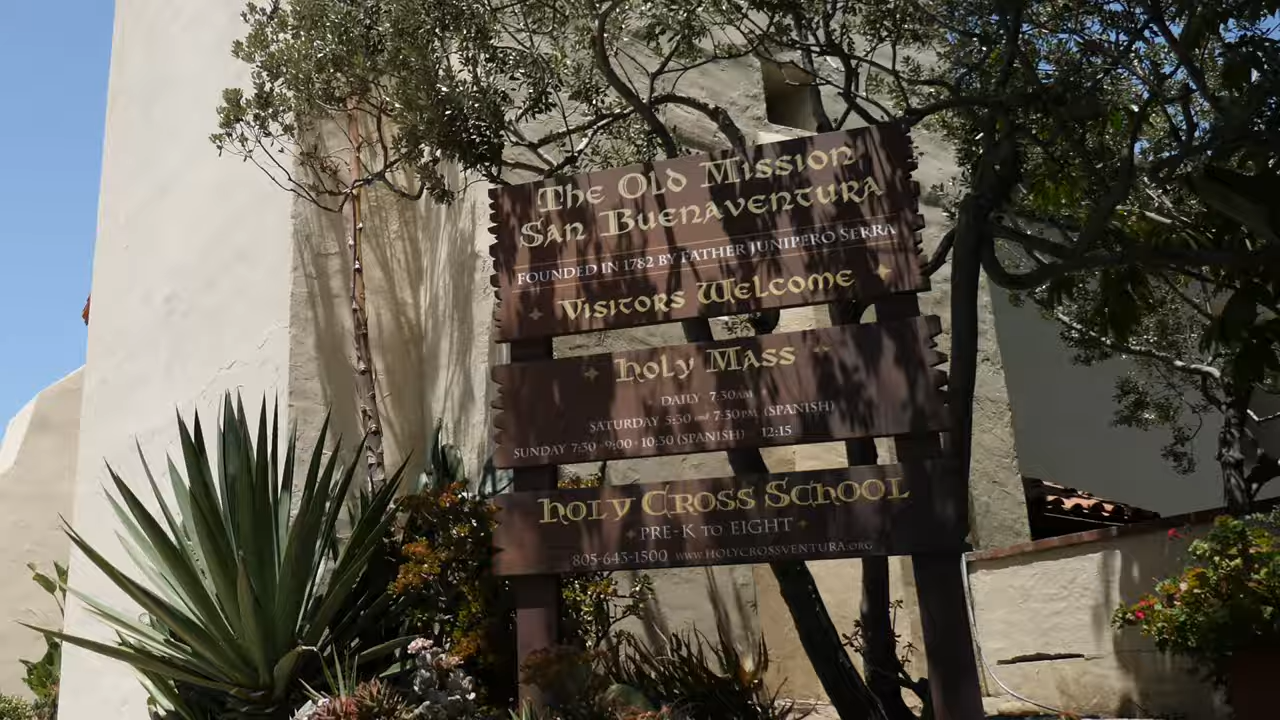 The Old Mission
San Buenaventura
FOUNDED IN 1782 BY FATHER JUNIPERO SERRA
Visitors Welcome
Holy Mass
DAILY 7:30AM
SATURDAY 5:30 and 7:30PM (SPANISH)
SUNDAY 7:30 · 9:00 · 10:30 (SPANISH) 12:15
Holy Cross School
PRE-K TO EIGHT
805-643-1500 WWW.HOLYCROSSVENTURA.ORG